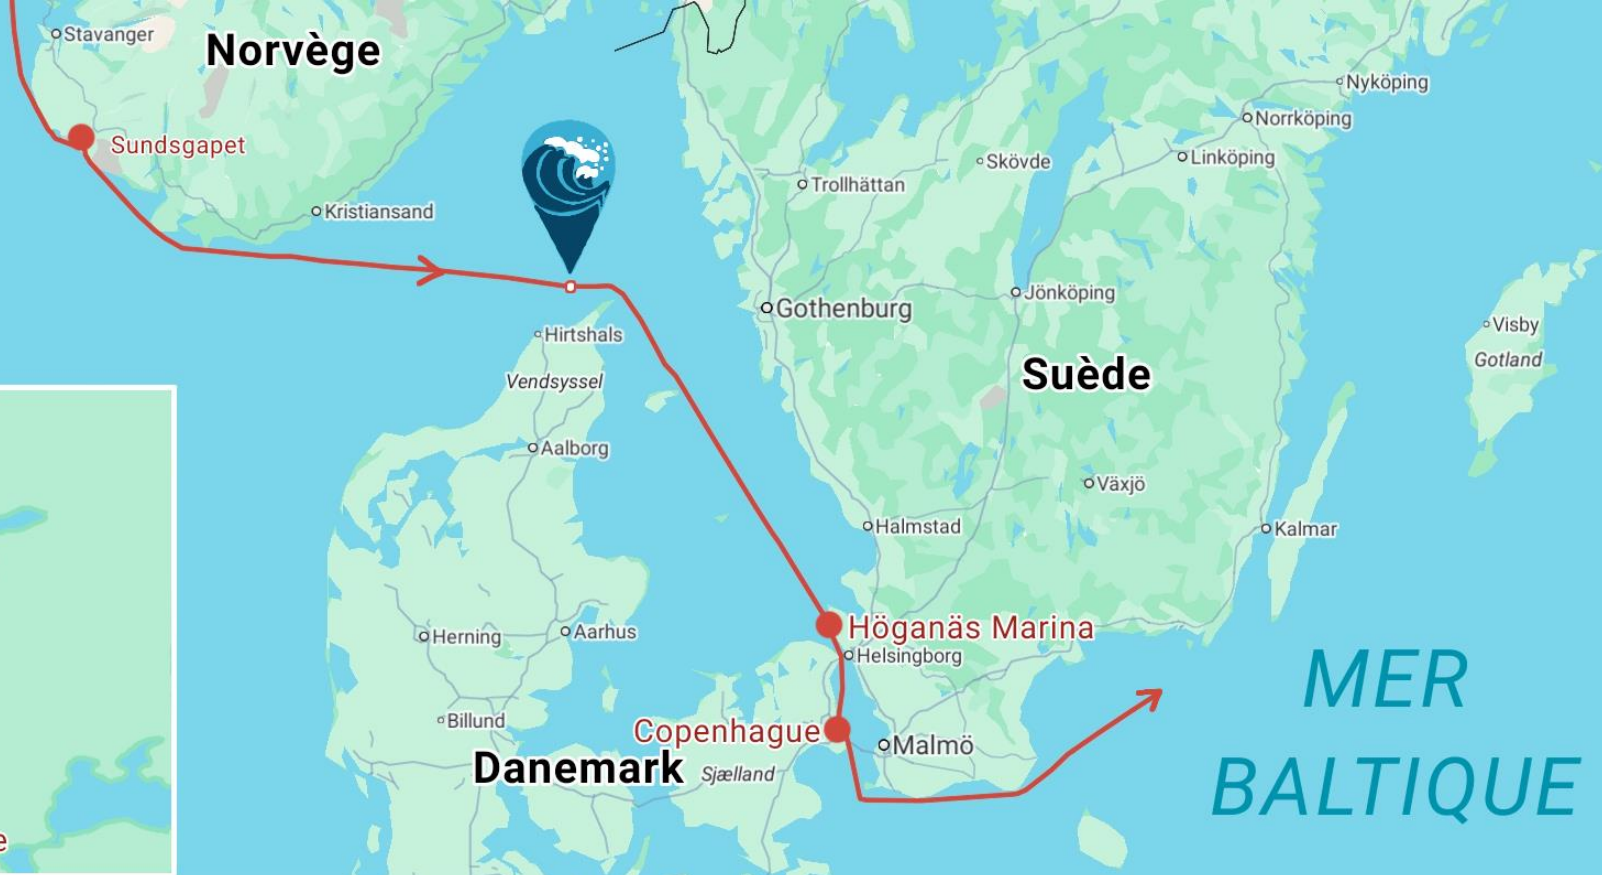 Stavanger
Norvège
Nyköping
Norrköping
Sundsgapet
Linköping
Skövde
Trollhättan
Kristiansand
Jönköping
Gothenburg
Visby
Hirtshals
Gotland
Suède
Vendsyssel
Aalborg
Växjö
Halmstad
Kalmar
Höganäs Marina
Herning
Aarhus
Helsingborg
MER
BALTIQUE
Billund
Copenhague
Malmö
Danemark
Sjælland
e